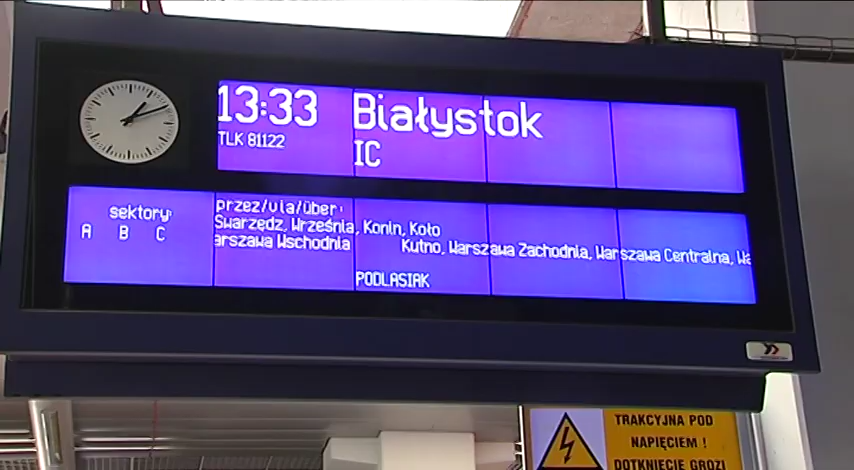 13:33 Białystok
TLK 81122 IC
sektory:
A B C
przez/via/über:
Swarzędz, Września, Konin, Koło
arszawa Wschodnia Kutno, Warszawa Zachodnia, Warszawa Centralna, Wa
PODLASIAK
TRAKCYJNA POD
NAPIĘCIEM !
DOTKNIĘCIE GROZI